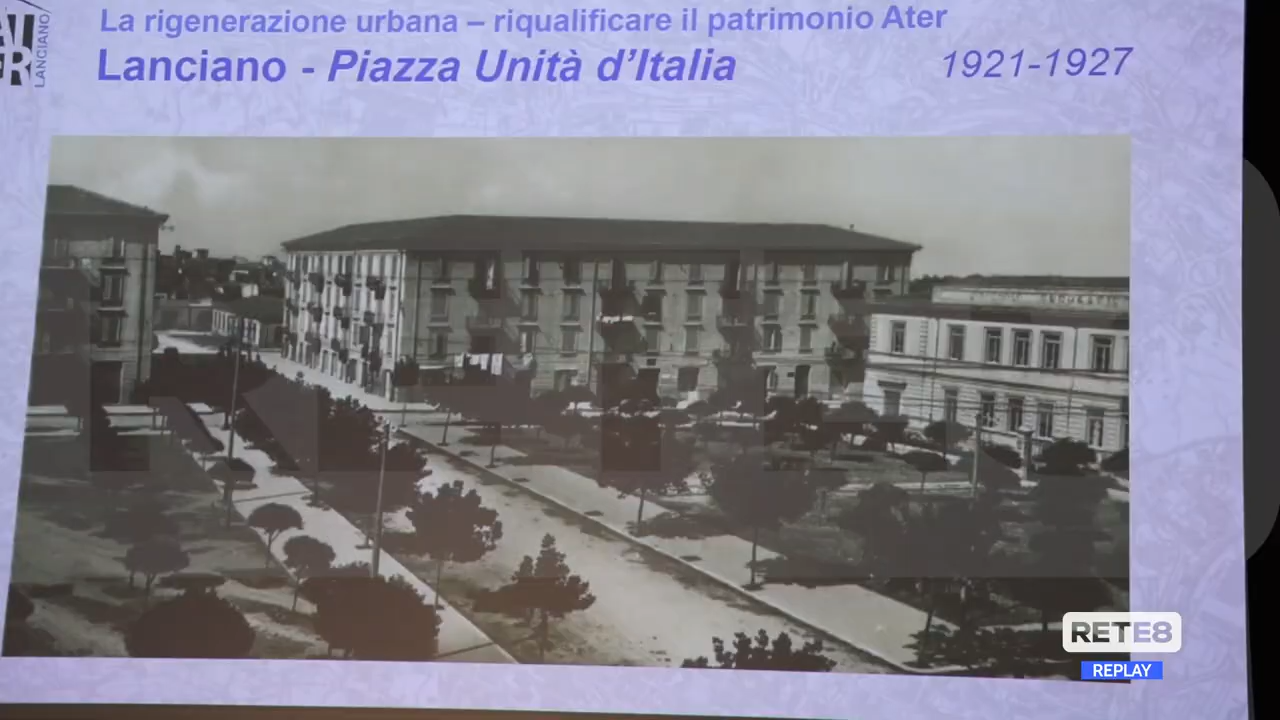 LANCIANO
La rigenerazione urbana – riqualificare il patrimonio Ater
Lanciano - Piazza Unità d'Italia
1921-1927
RETE8
REPLAY